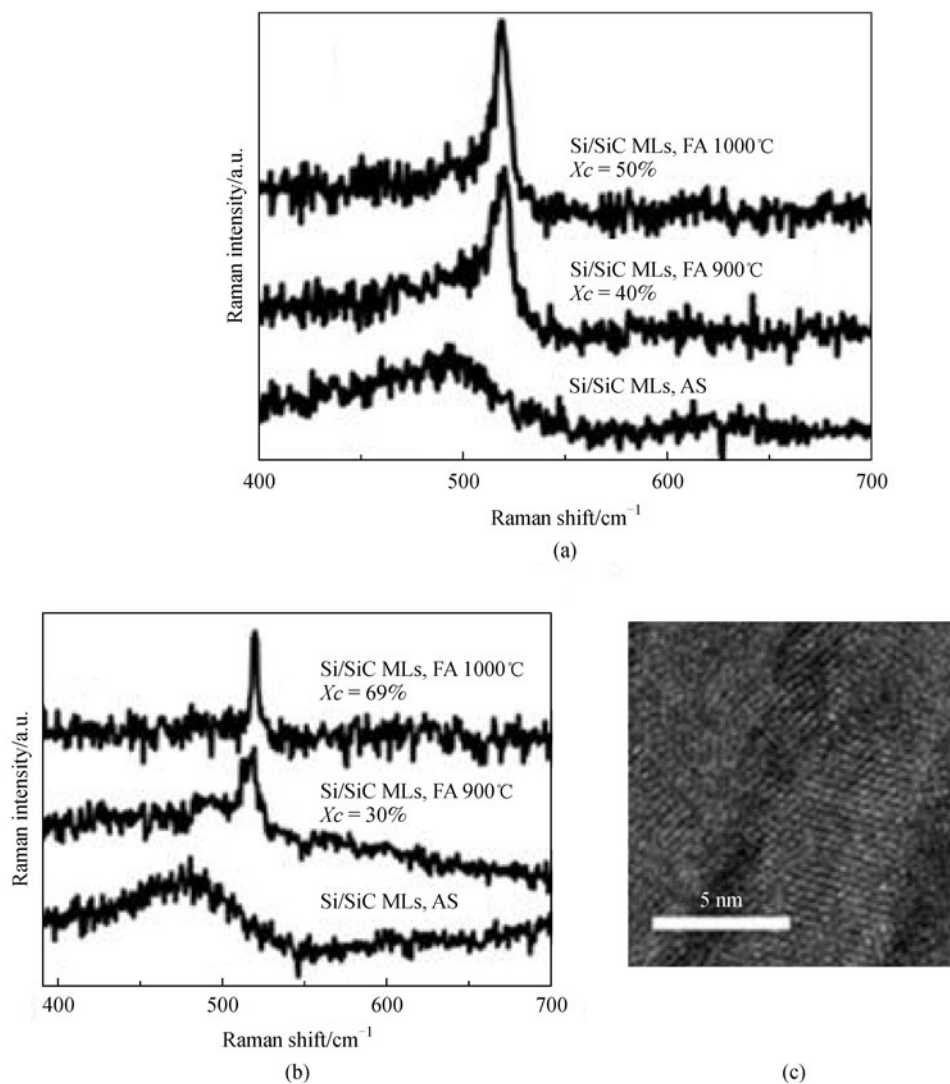 Raman intensity/a.u.
Si/SiC MLs, FA 1000℃
Xc = 50%
Si/SiC MLs, FA 900℃
Xc = 40%
Si/SiC MLs, AS
400
500
600
700
Raman shift/cm⁻¹
(a)
Raman intensity/a.u.
Si/SiC MLs, FA 1000℃
Xc = 69%
Si/SiC MLs, FA 900℃
Xc = 30%
Si/SiC MLs, AS
400
500
600
700
Raman shift/cm⁻¹
(b)
5 nm
(c)